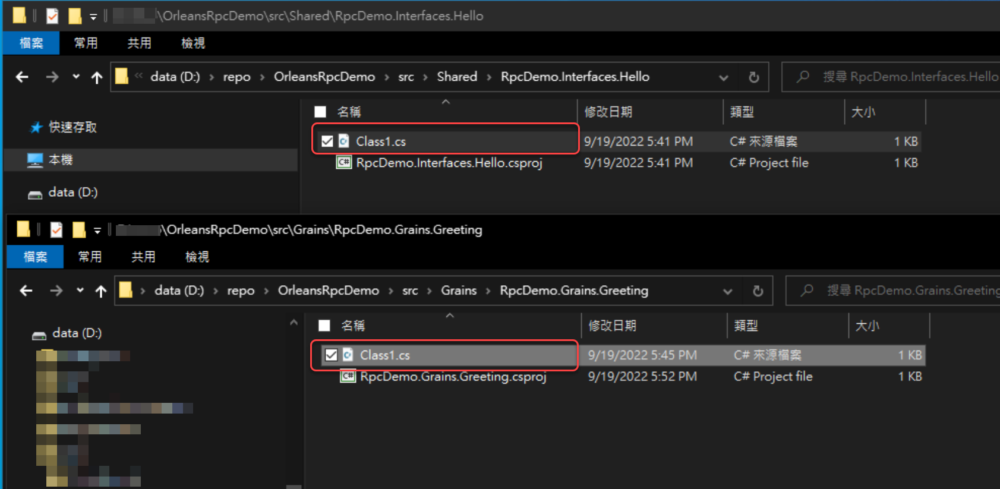 \OrleansRpcDemo\src\Shared\RpcDemo.Interfaces.Hello
檔案 常用 共用 檢視
« data (D:) › repo › OrleansRpcDemo › src › Shared › RpcDemo.Interfaces.Hello 搜尋 RpcDemo.Interfaces.Hello
名稱 修改日期 類型 大小
快速存取
Class1.cs 9/19/2022 5:41 PM C# 來源檔案 1 KB
本機
RpcDemo.Interfaces.Hello.csproj 9/19/2022 5:41 PM C# Project file 1 KB
data (D:)
\OrleansRpcDemo\src\Grains\RpcDemo.Grains.Greeting
檔案 常用 共用 檢視
› data (D:) › repo › OrleansRpcDemo › src › Grains › RpcDemo.Grains.Greeting 搜尋 RpcDemo.Grains.Greeting
名稱 修改日期 類型 大小
data (D:)
Class1.cs 9/19/2022 5:45 PM C# 來源檔案 1 KB
RpcDemo.Grains.Greeting.csproj 9/19/2022 5:52 PM C# Project file 1 KB